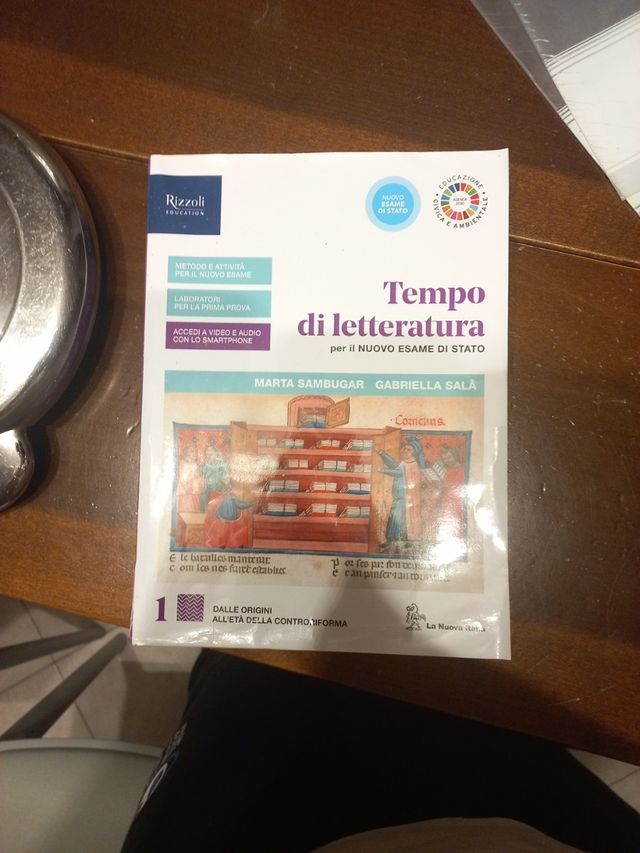 Rizzoli
EDUCATION
NUOVO
ESAME
DI STATO
EDUCAZIONE
CIVICA E AMBIENTALE
AGENDA
2030
METODO E ATTIVITÀ
PER IL NUOVO ESAME
LABORATORI
PER LA PRIMA PROVA
ACCEDI A VIDEO E AUDIO
CON LO SMARTPHONE
Tempo
di letteratura
per il NUOVO ESAME DI STATO
MARTA SAMBUGAR GABRIELLA SALÀ
1
DALLE ORIGINI
ALL'ETÀ DELLA CONTRORIFORMA
La Nuova Italia